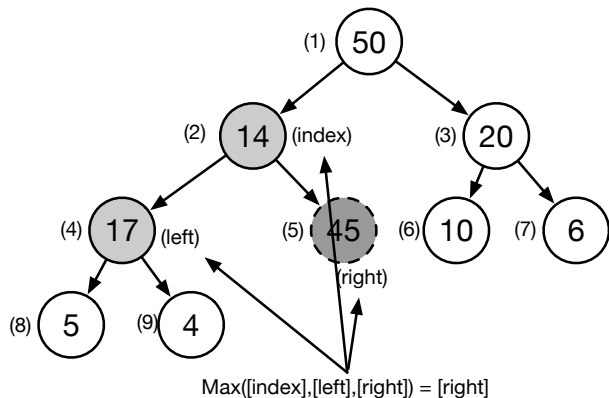 (1) 50
(2) 14 (index) (3) 20
(4) 17 (left) (5) 45 (right) (6) 10 (7) 6
(8) 5 (9) 4
Max([index],[left],[right]) = [right]